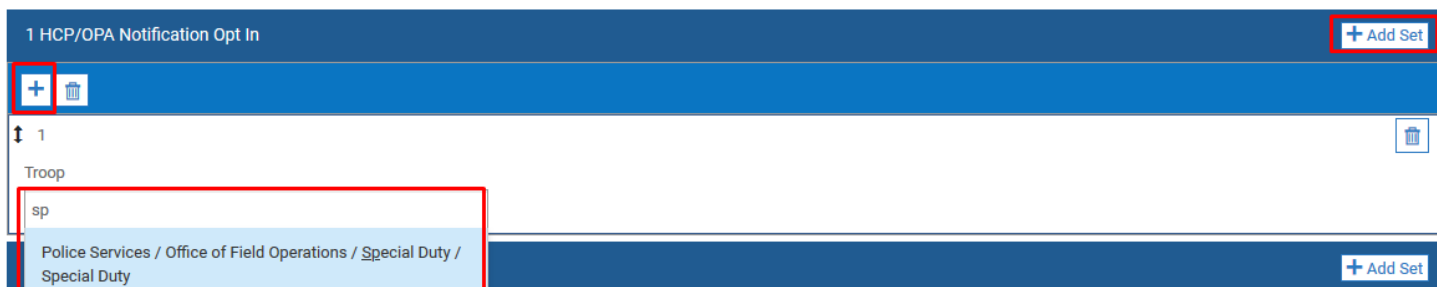 1 HCP/OPA Notification Opt In
+ Add Set
+
1
Troop
sp
Police Services / Office of Field Operations / Special Duty /
Special Duty
+ Add Set